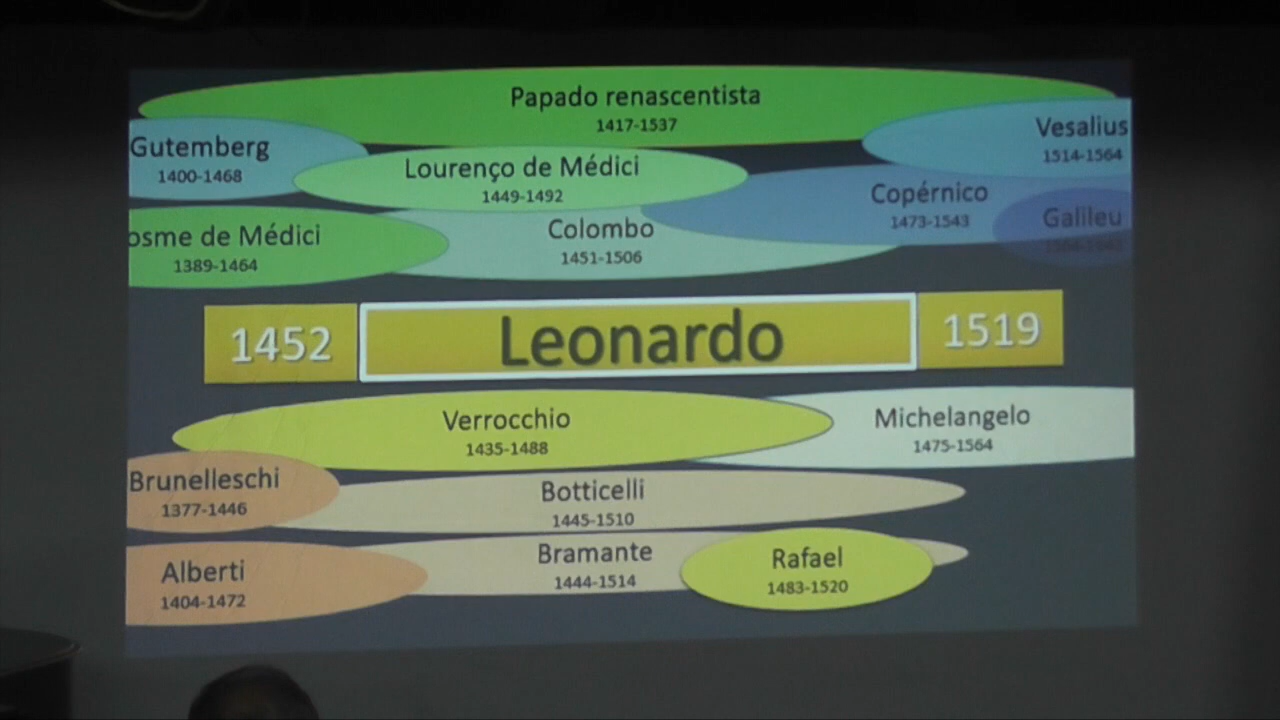 Papado renascentista
1417-1537
Gutemberg
1400-1468
Lourenço de Médici
1449-1492
Vesalius
1514-1564
Copérnico
1473-1543
Galileu
osme de Médici
1389-1464
Colombo
1451-1506
1452
Leonardo
1519
Verrocchio
1435-1488
Michelangelo
1475-1564
Brunelleschi
1377-1446
Botticelli
1445-1510
Alberti
1404-1472
Bramante
1444-1514
Rafael
1483-1520